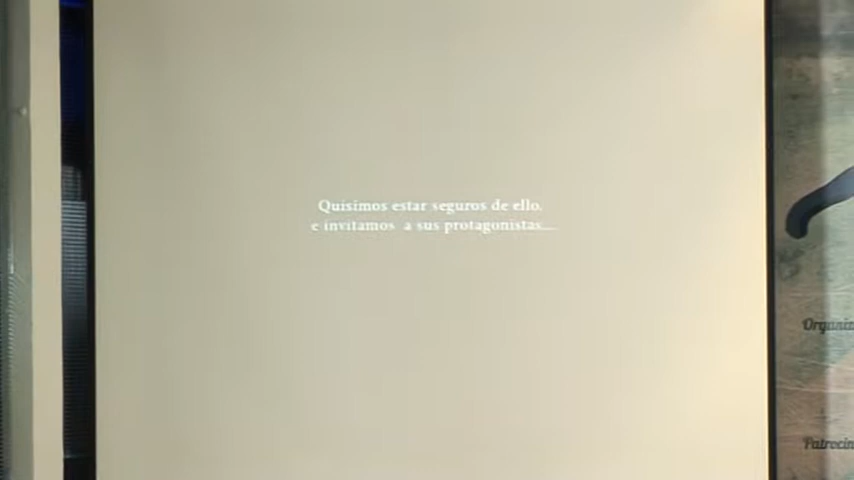 Quisimos estar seguros de ello,
e invitamos a sus protagonistas...